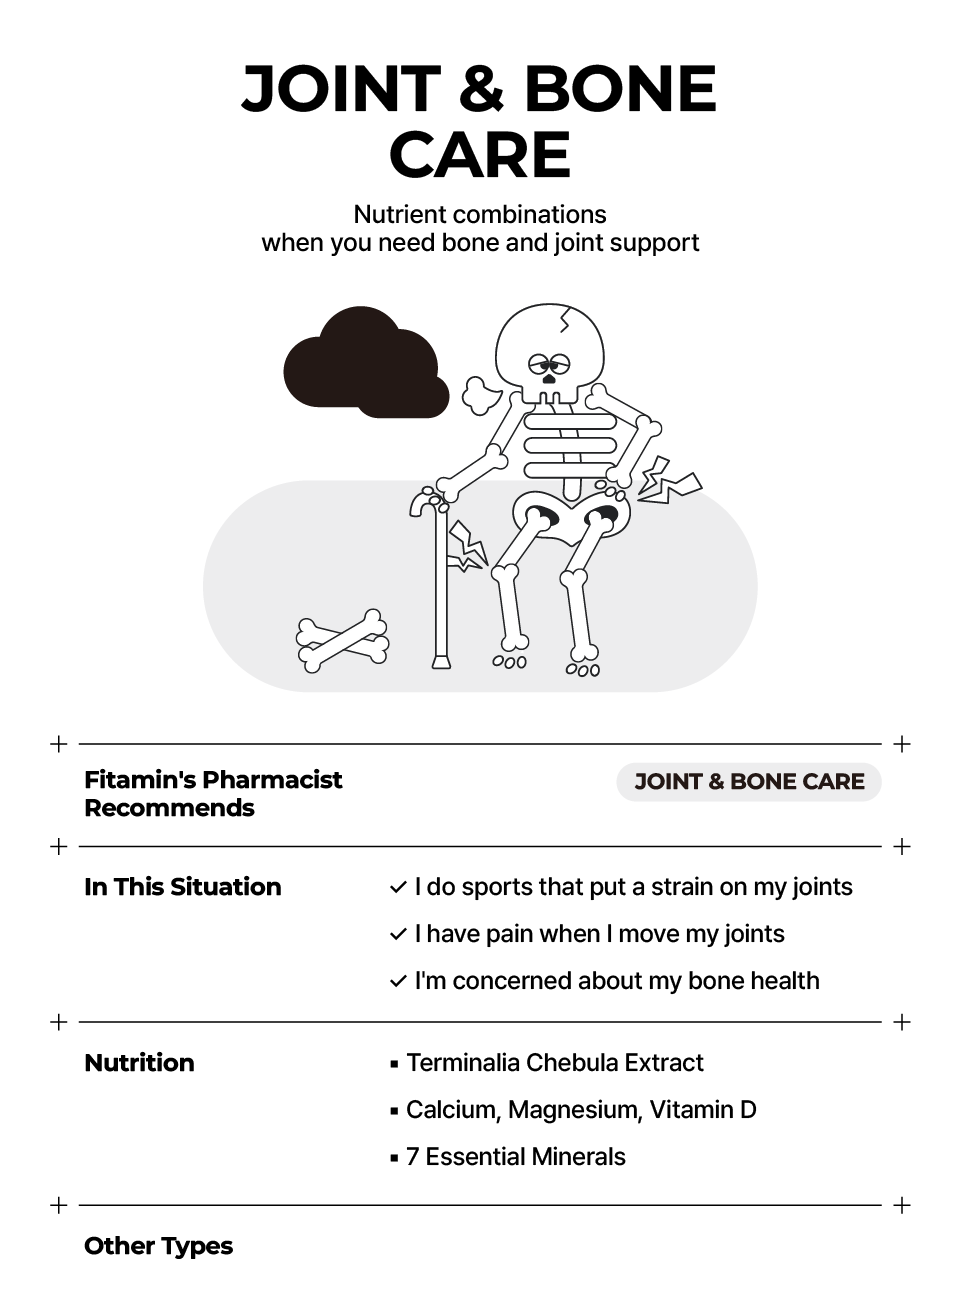 JOINT & BONE
CARE
Nutrient combinations
when you need bone and joint support
Fitamin's Pharmacist
Recommends
JOINT & BONE CARE
In This Situation
✓ I do sports that put a strain on my joints
✓ I have pain when I move my joints
✓ I'm concerned about my bone health
Nutrition
▪ Terminalia Chebula Extract
▪ Calcium, Magnesium, Vitamin D
▪ 7 Essential Minerals
Other Types